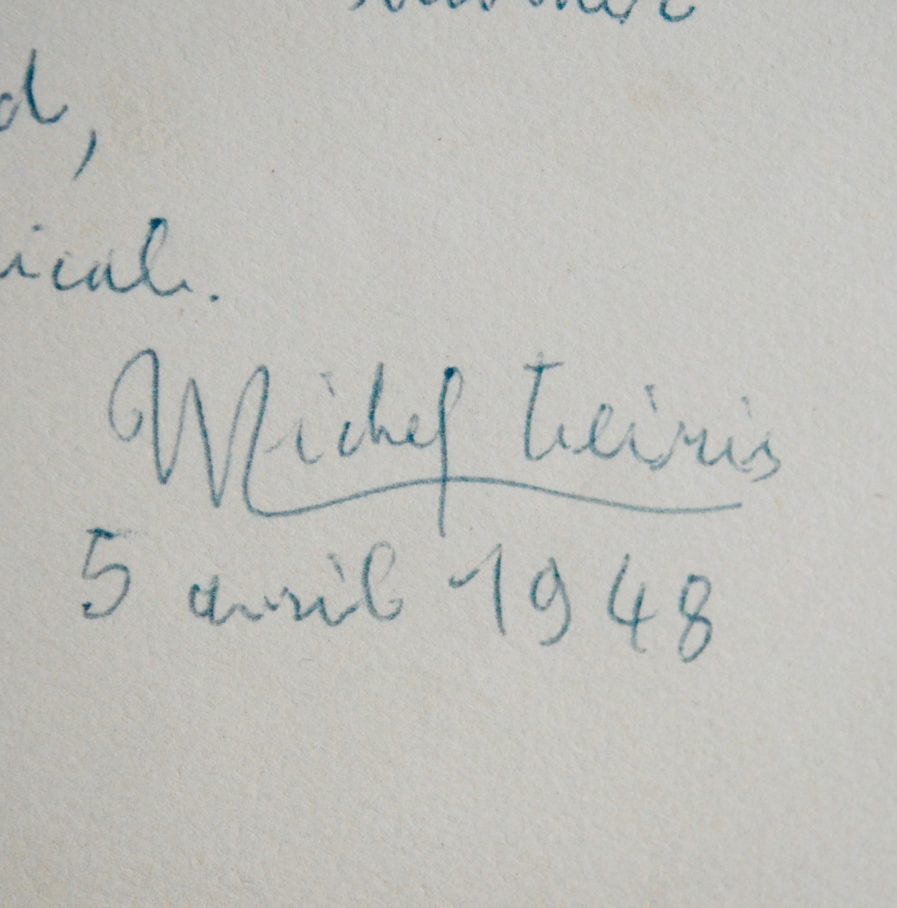 d,
ical.
Michel Leiris
5 avril 1948